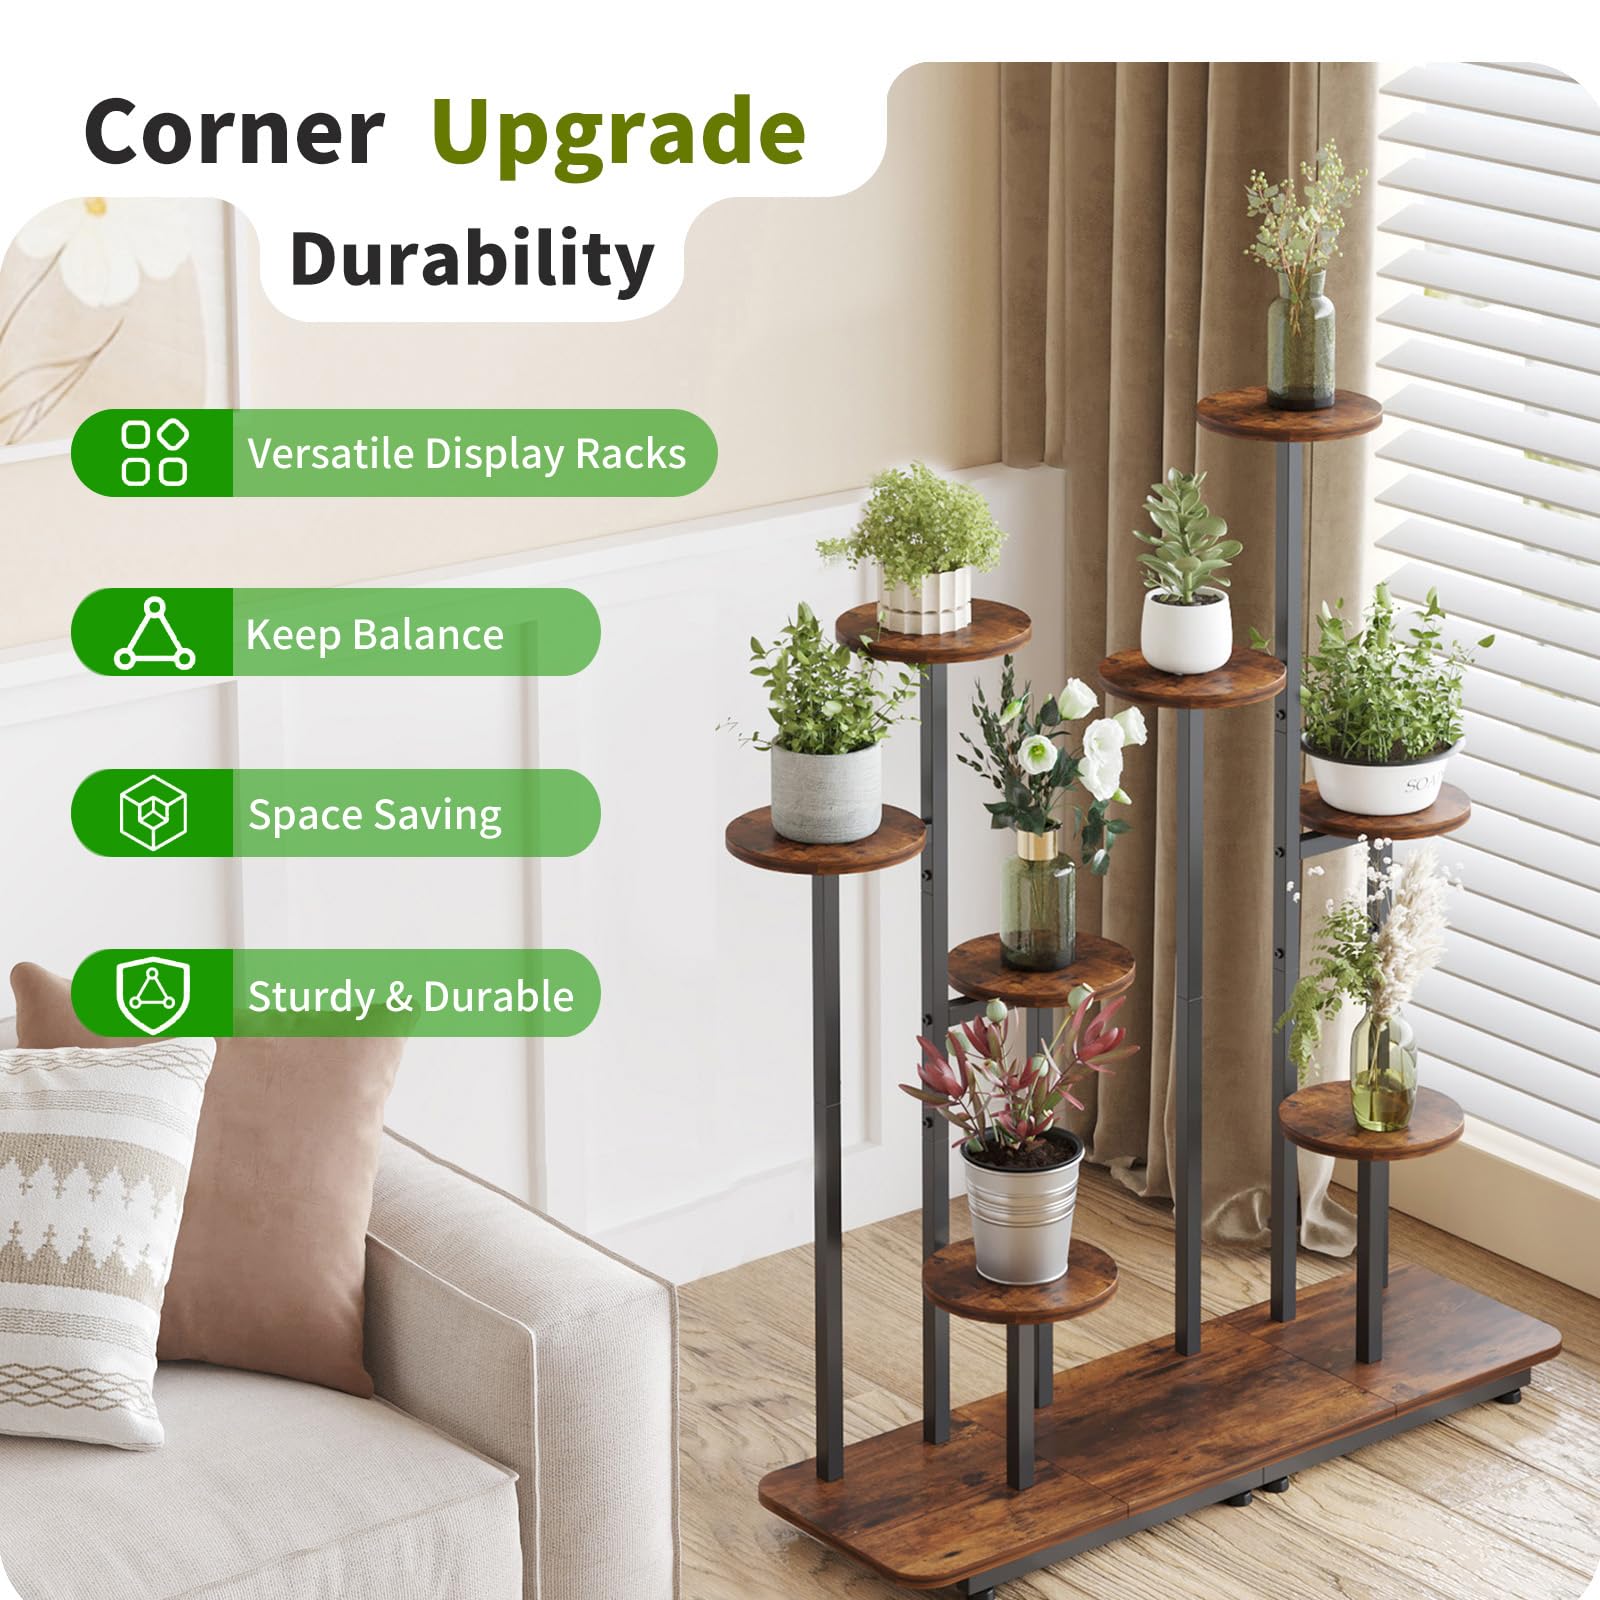 Corner Upgrade
Durability
Versatile Display Racks
Keep Balance
Space Saving
Sturdy & Durable